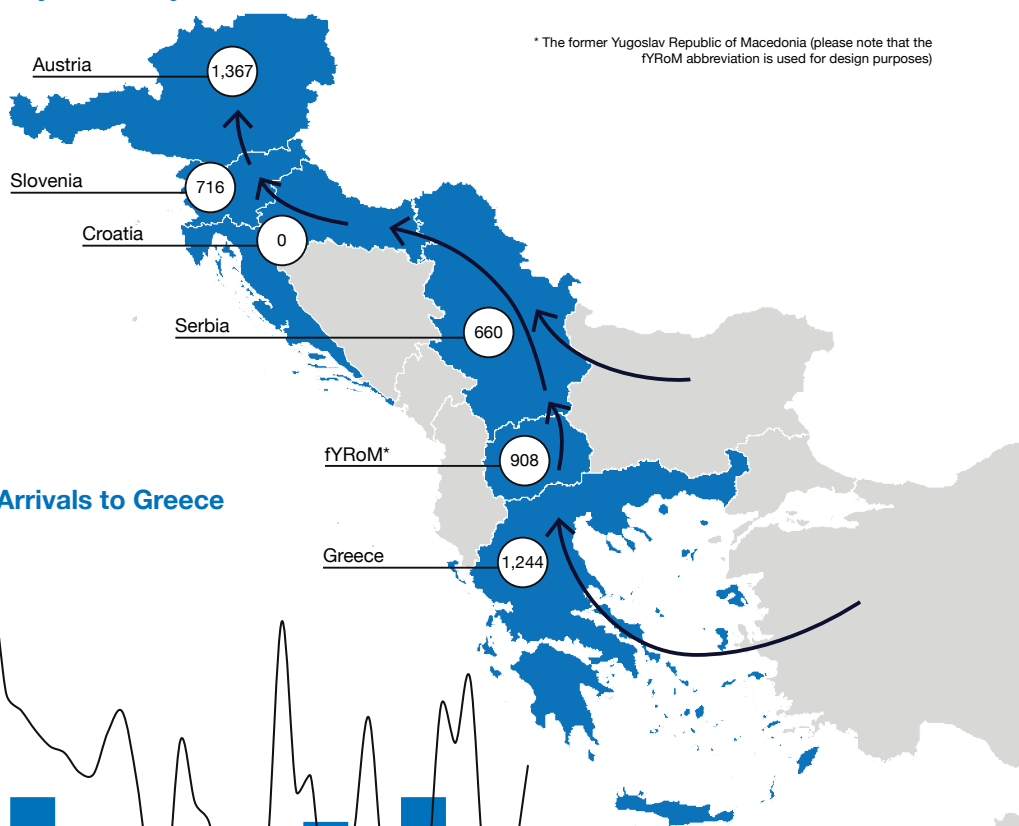 * The former Yugoslav Republic of Macedonia (please note that the
fYRoM abbreviation is used for design purposes)
Austria
1,367
Slovenia
716
Croatia
0
Serbia
660
fYRoM*
908
Arrivals to Greece
Greece
1,244